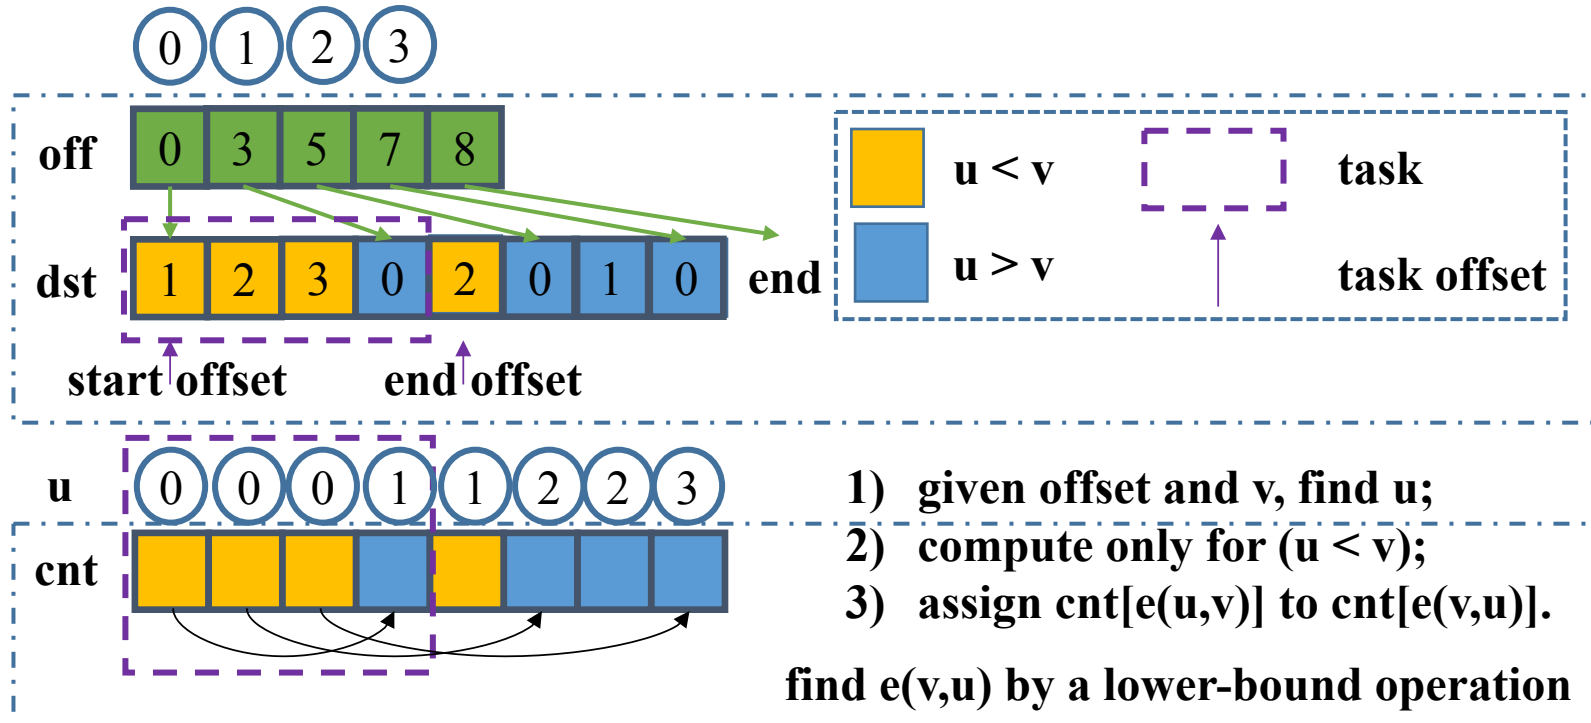 0 1 2 3
off 0 3 5 7 8
dst 1 2 3 0 2 0 1 0 end
start offset end offset
u < v task
u > v task offset
u 0 0 0 1 1 2 2 3
cnt
1) given offset and v, find u;
2) compute only for (u < v);
3) assign cnt[e(u,v)] to cnt[e(v,u)].
find e(v,u) by a lower-bound operation